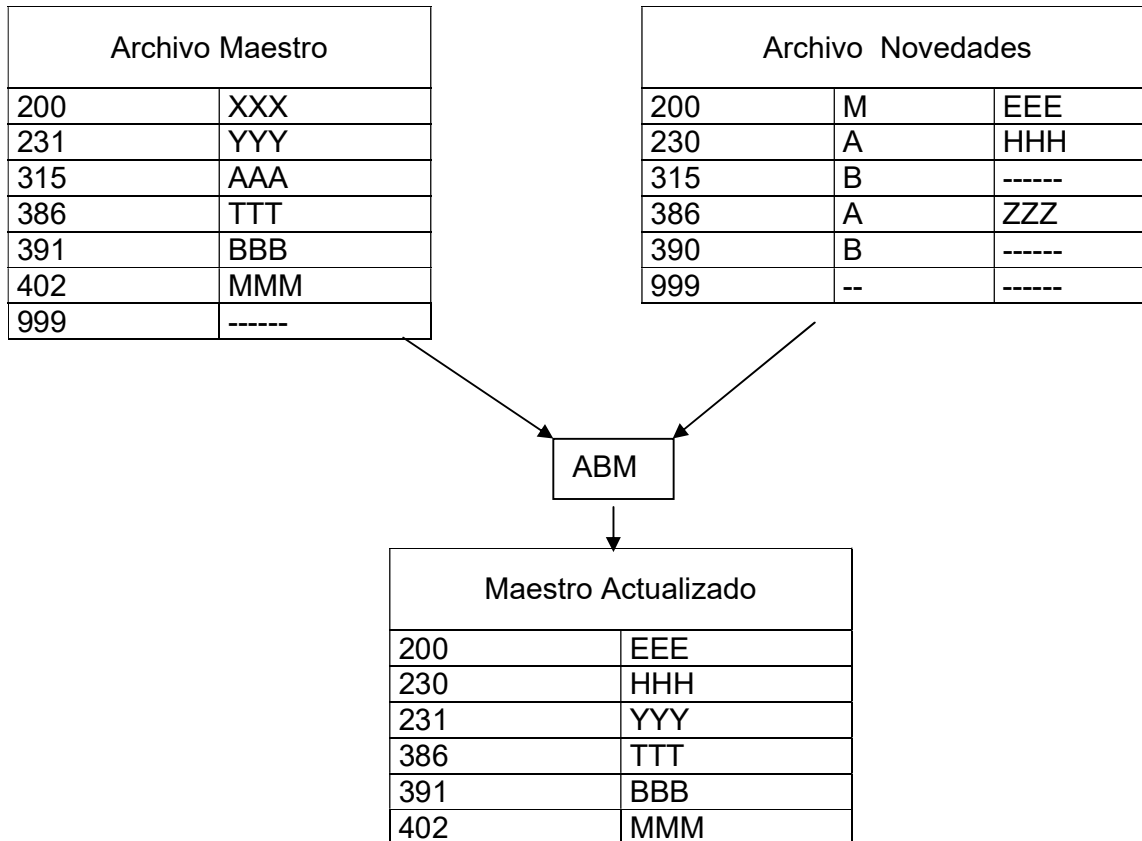 Archivo Maestro
200 XXX
231 YYY
315 AAA
386 TTT
391 BBB
402 MMM
999 ------
Archivo Novedades
200 M EEE
230 A HHH
315 B ------
386 A ZZZ
390 B ------
999 -- ------
ABM
Maestro Actualizado
200 EEE
230 HHH
231 YYY
386 TTT
391 BBB
402 MMM